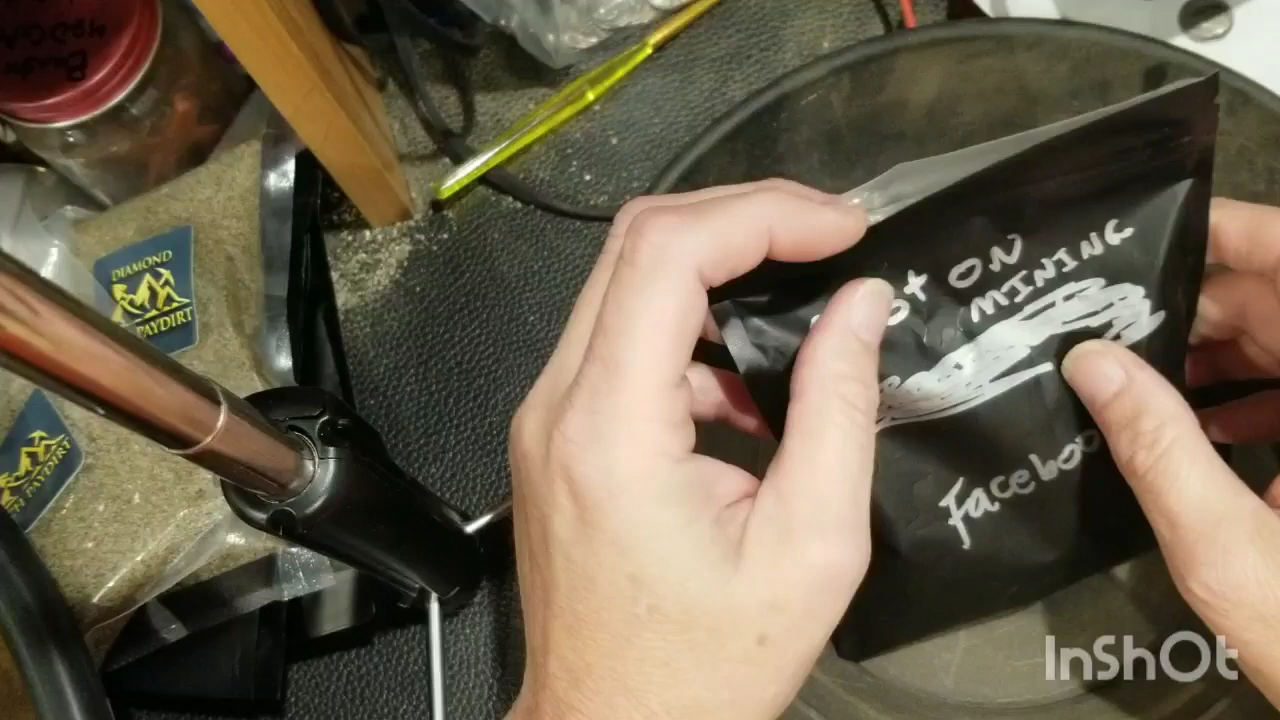 DIAMOND
PAYDIRT
PAYDIRT
ON
MINING
Faceboo
InShOt